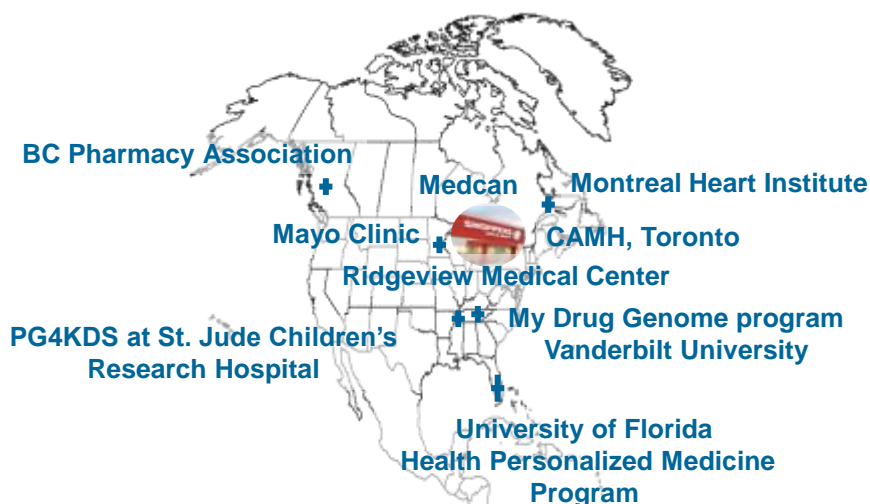 BC Pharmacy Association
Medcan
Montreal Heart Institute
Mayo Clinic
CAMH, Toronto
Ridgeview Medical Center
PG4KDS at St. Jude Children's
Research Hospital
My Drug Genome program
Vanderbilt University
University of Florida
Health Personalized Medicine
Program